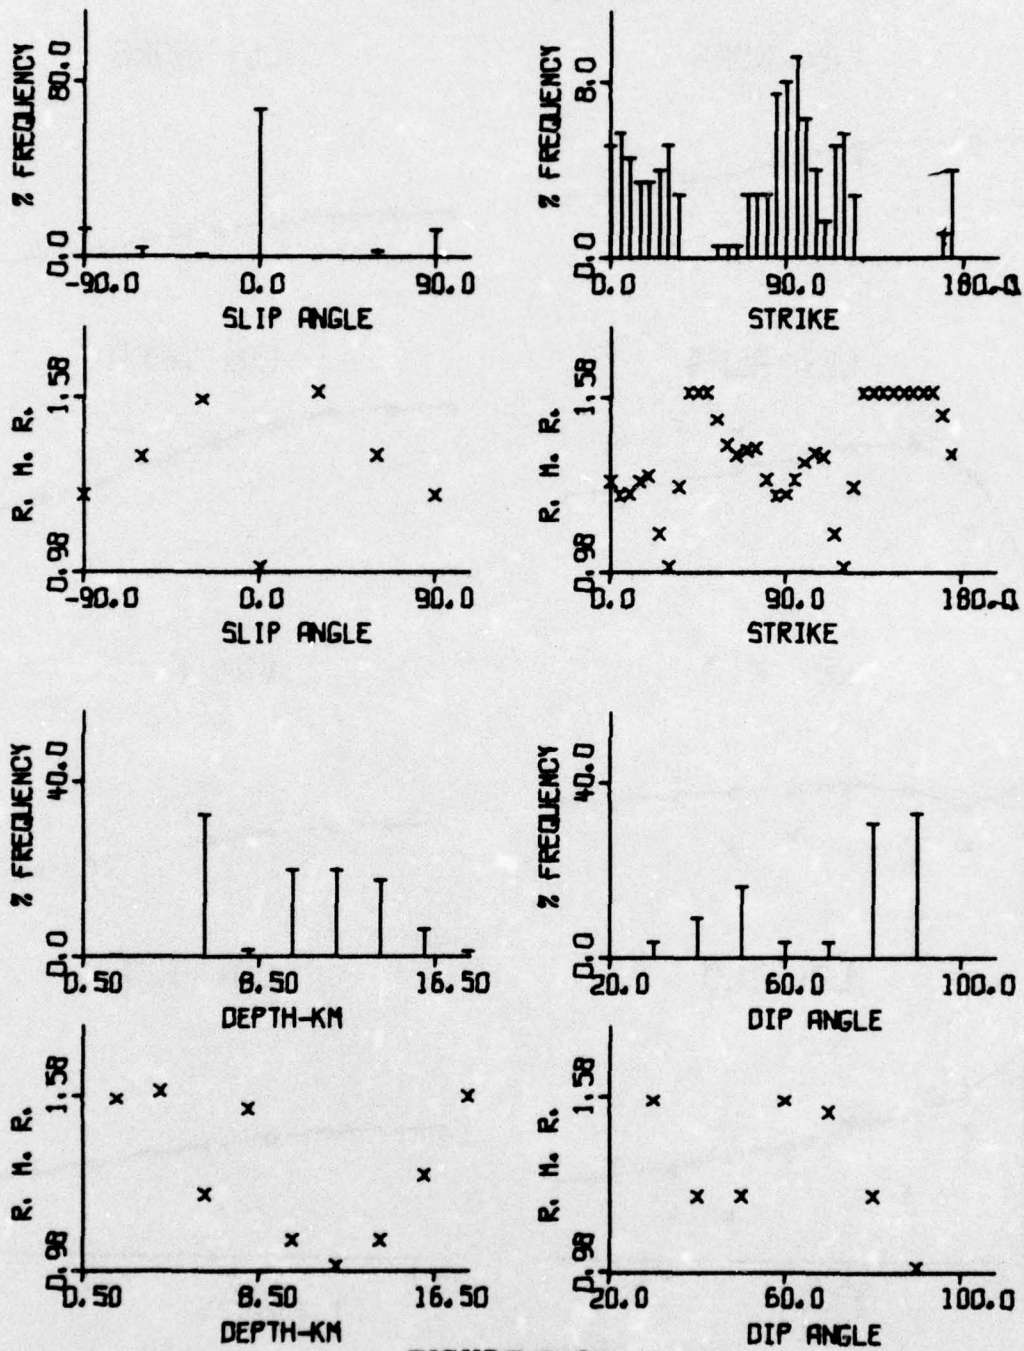 % FREQUENCY
80.0
0.0
-90.0 0.0 90.0
SLIP ANGLE
% FREQUENCY
8.0
0.0
0.0 90.0 180.0
STRIKE
R. M. R.
1.58
0.98
-90.0 0.0 90.0
SLIP ANGLE
R. M. R.
1.58
0.98
0.0 90.0 180.0
STRIKE
% FREQUENCY
40.0
0.0
0.50 8.50 16.50
DEPTH-KM
% FREQUENCY
40.0
0.0
20.0 60.0 100.0
DIP ANGLE
R. M. R.
1.58
0.98
0.50 8.50 16.50
DEPTH-KM
R. M. R.
1.58
0.98
20.0 60.0 100.0
DIP ANGLE